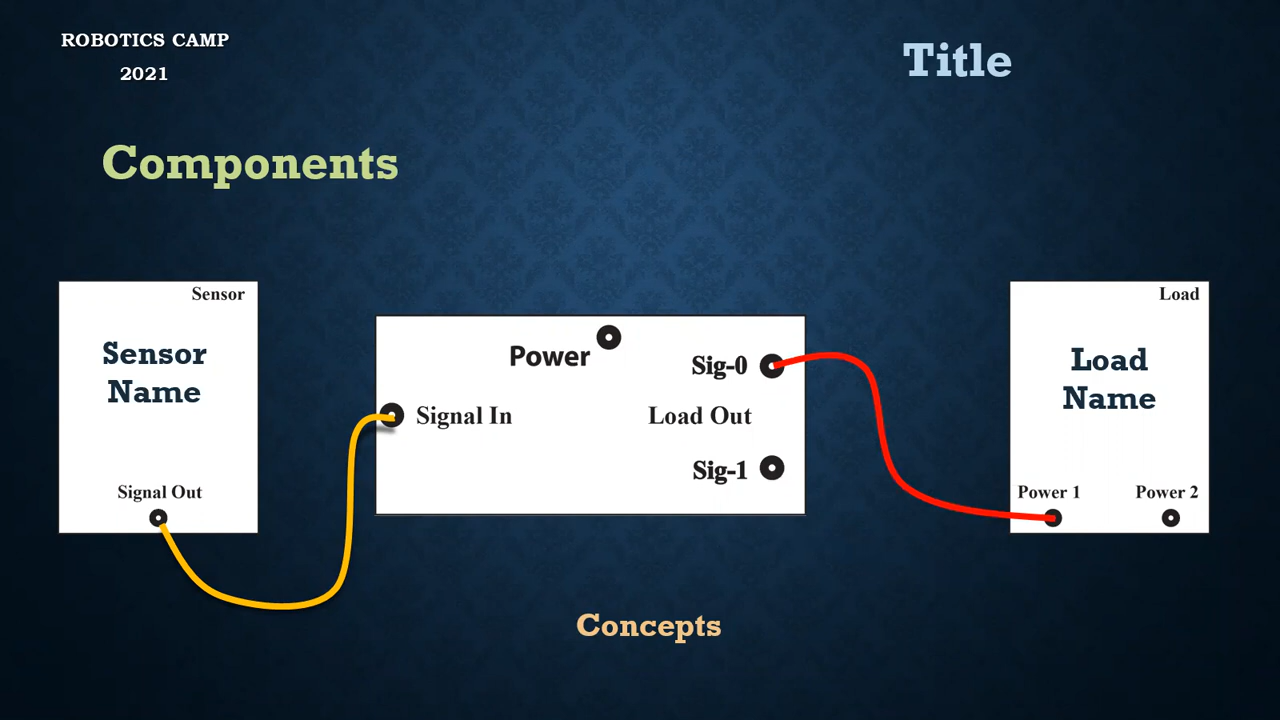 ROBOTICS CAMP
2021
Title
Components
Sensor
Sensor
Name
Signal Out
Power
Sig-0
Signal In
Load Out
Sig-1
Load
Load
Name
Power 1
Power 2
Concepts